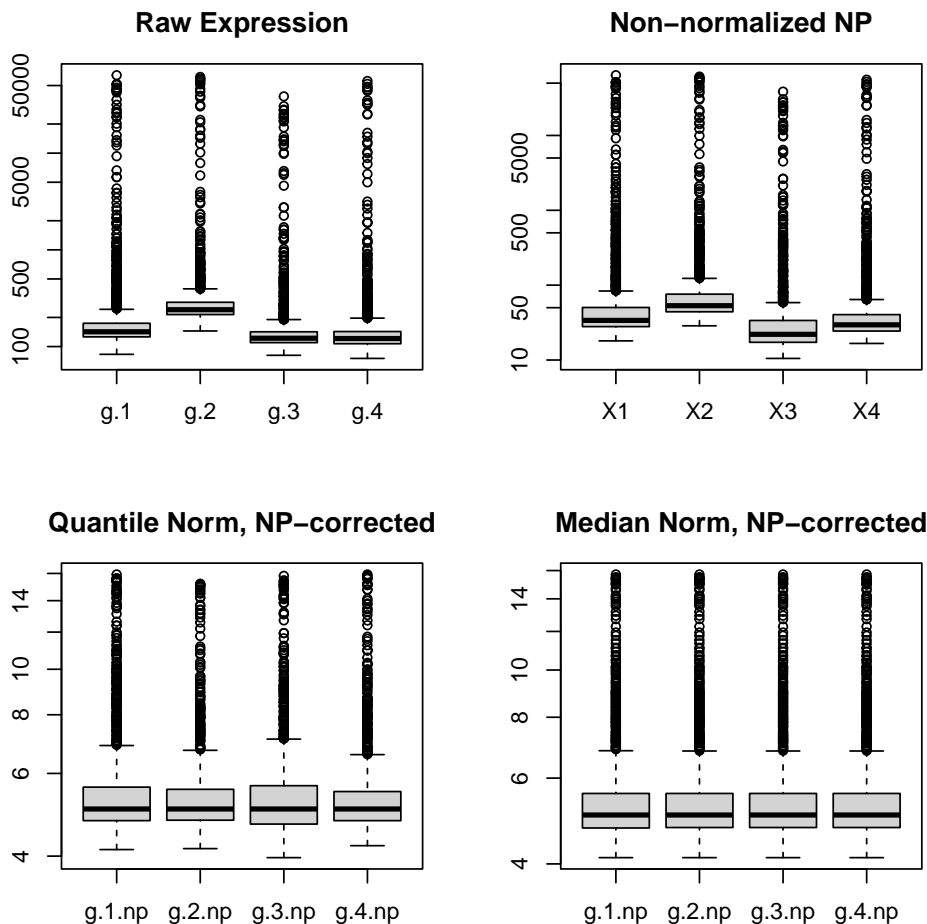 Raw Expression
50000
5000
500
100
g.1 g.2 g.3 g.4
Non−normalized NP
5000
500
50
10
X1 X2 X3 X4
Quantile Norm, NP−corrected
14
10
8
6
4
g.1.np g.2.np g.3.np g.4.np
Median Norm, NP−corrected
14
10
8
6
4
g.1.np g.2.np g.3.np g.4.np